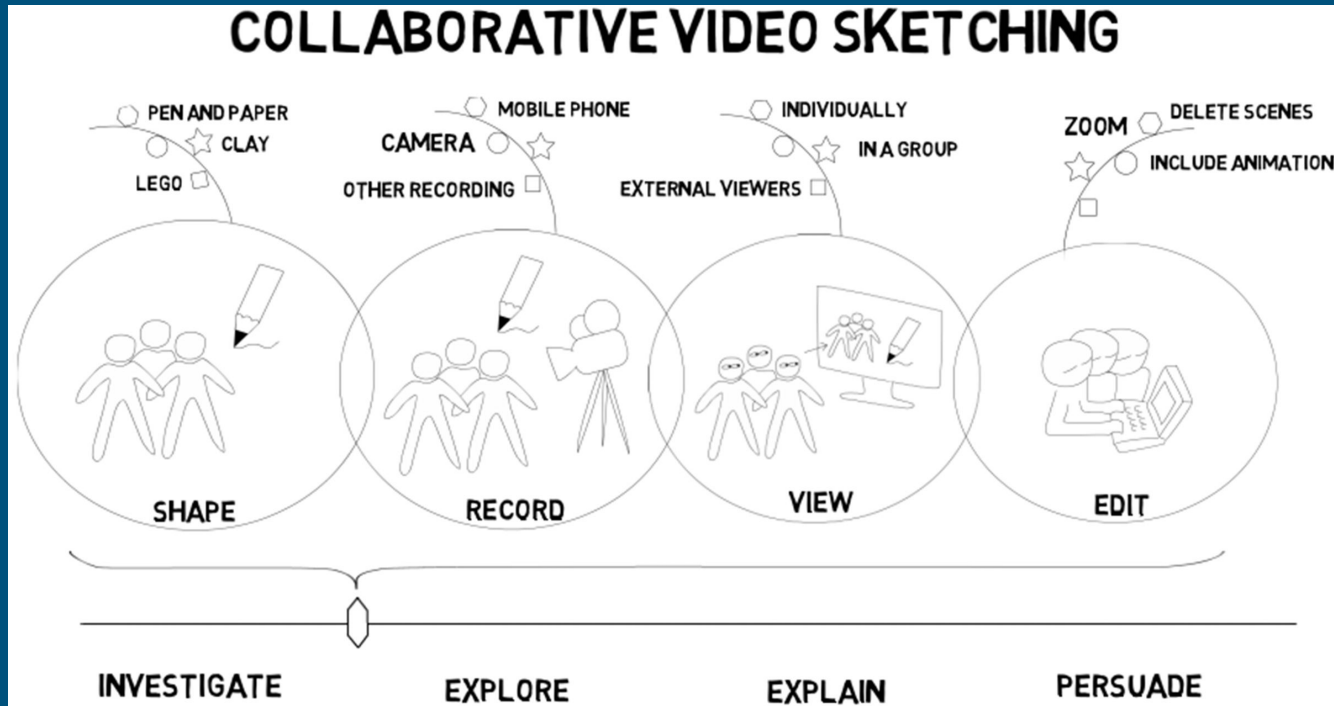 COLLABORATIVE VIDEO SKETCHING
PEN AND PAPER
CLAY
LEGO
MOBILE PHONE
CAMERA
OTHER RECORDING
INDIVIDUALLY
IN A GROUP
EXTERNAL VIEWERS
DELETE SCENES
ZOOM
INCLUDE ANIMATION
SHAPE
RECORD
VIEW
EDIT
INVESTIGATE
EXPLORE
EXPLAIN
PERSUADE